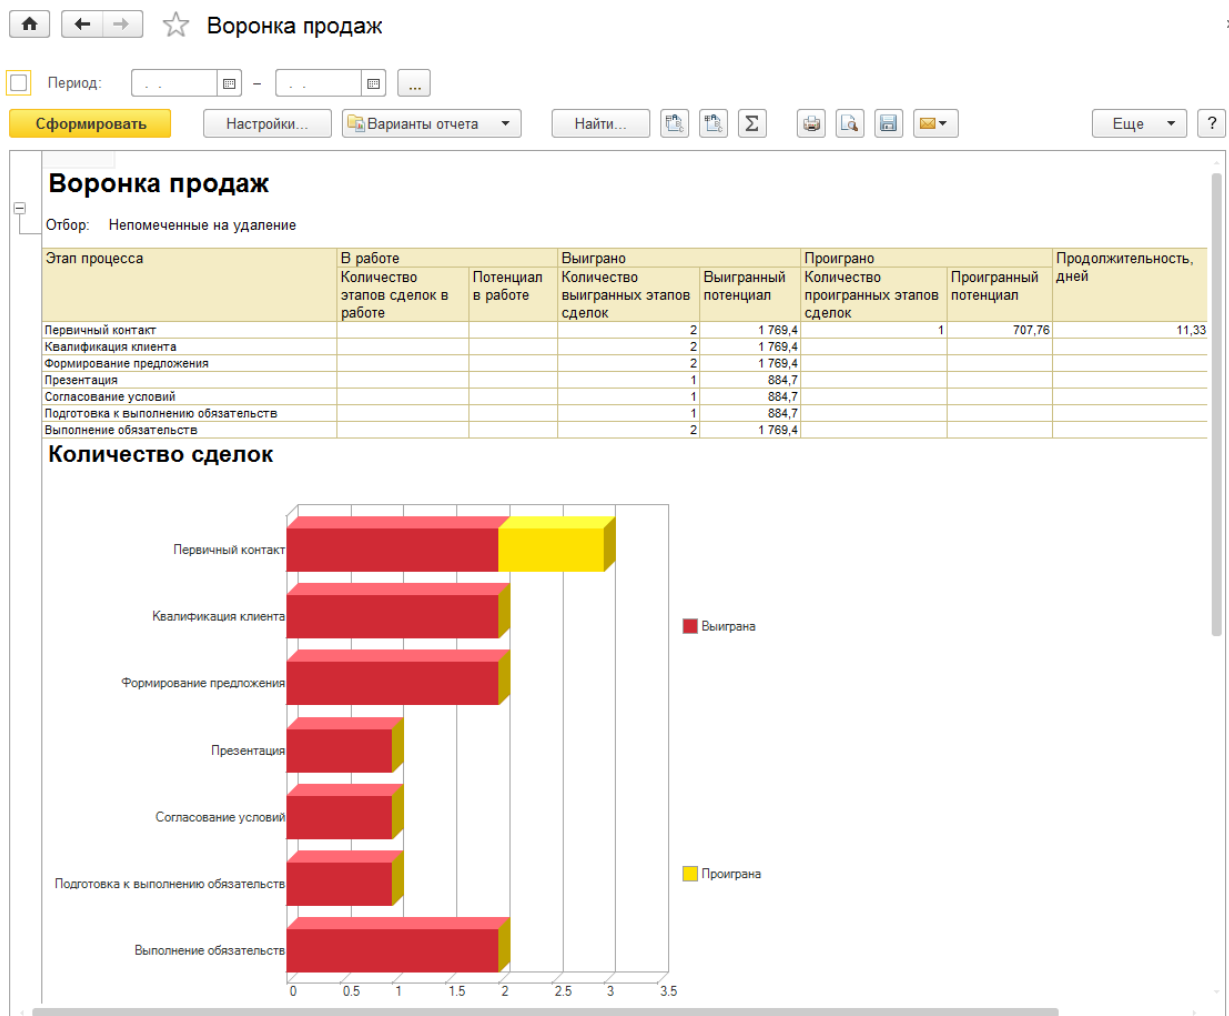 Воронка продаж
Период: . . – . . ...
Сформировать Настройки... Варианты отчета Найти... Σ Еще ?
Воронка продаж
Отбор: Непомеченные на удаление
Этап процесса В работе Выиграно Проиграно Продолжительность, дней
Количество этапов сделок в работе Потенциал в работе Количество выигранных этапов сделок Выигранный потенциал Количество проигранных этапов сделок Проигранный потенциал
Первичный контакт 2 1 769,4 1 707,76 11,33
Квалификация клиента 2 1 769,4
Формирование предложения 2 1 769,4
Презентация 1 884,7
Согласование условий 1 884,7
Подготовка к выполнению обязательств 1 884,7
Выполнение обязательств 2 1 769,4
Количество сделок
Первичный контакт
Квалификация клиента
Выиграна
Формирование предложения
Презентация
Согласование условий
Проиграна
Подготовка к выполнению обязательств
Выполнение обязательств
0 0.5 1 1.5 2 2.5 3 3.5